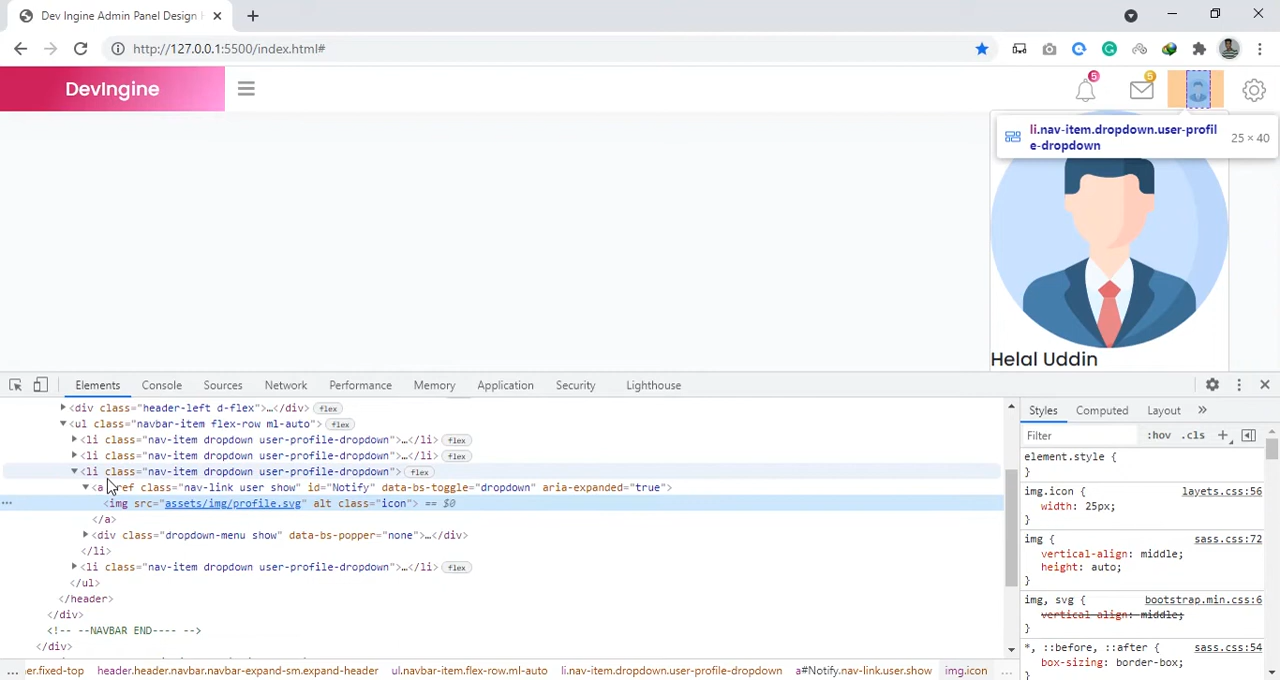 Dev Ingine Admin Panel Design
http://127.0.0.1:5500/index.html#
DevIngine
5
5
li.nav-item.dropdown.user-profil
e-dropdown
25 × 40
Helal Uddin
Elements Console Sources Network Performance Memory Application Security Lighthouse
<div class="header-left d-flex">…</div> flex
<ul class="navbar-item flex-row ml-auto"> flex
<li class="nav-item dropdown user-profile-dropdown">…</li> flex
<li class="nav-item dropdown user-profile-dropdown">…</li> flex
<li class="nav-item dropdown user-profile-dropdown"> flex
<a href class="nav-link user show" id="Notify" data-bs-toggle="dropdown" aria-expanded="true">
… <img src="assets/img/profile.svg" alt class="icon"> == $0
</a>
<div class="dropdown-menu show" data-bs-popper="none">…</div>
</li>
<li class="nav-item dropdown user-profile-dropdown">…</li> flex
</ul>
</header>
</div>
<!-- --NAVBAR END---- -->
</div>
… er.fixed-top header.header.navbar.navbar-expand-sm.expand-header ul.navbar-item.flex-row.ml-auto li.nav-item.dropdown.user-profile-dropdown a#Notify.nav-link.user.show img.icon …
Styles Computed Layout »
Filter :hov .cls +
element.style {
}
img.icon { layets.css:56
width: 25px;
}
img { sass.css:72
vertical-align: middle;
height: auto;
}
img, svg { bootstrap.min.css:6
vertical-align: middle;
}
*, ::before, ::after { sass.css:54
box-sizing: border-box;